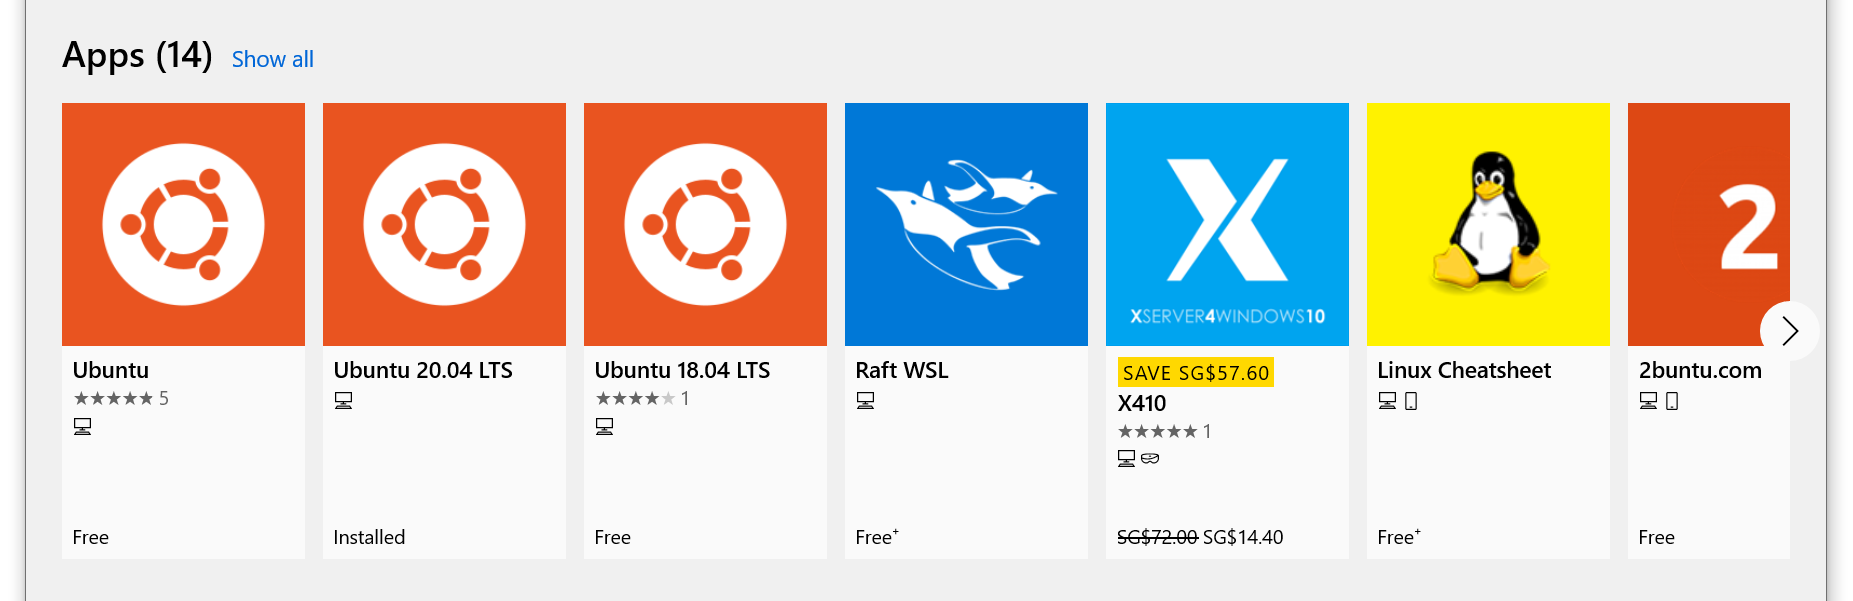 Apps (14) Show all
XSERVER4WINDOWS10
2
Ubuntu
5
Free
Ubuntu 20.04 LTS
Installed
Ubuntu 18.04 LTS
1
Free
Raft WSL
Free+
SAVE SG$57.60
X410
1
SG$72.00 SG$14.40
Linux Cheatsheet
Free+
2buntu.com
Free